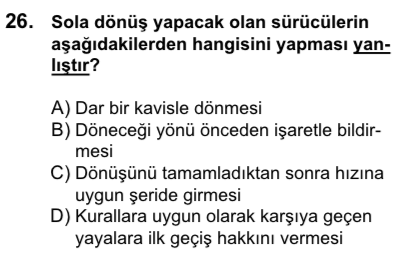 26. Sola dönüş yapacak olan sürücülerin
aşağıdakilerden hangisini yapması yan-
lıştır?
A) Dar bir kavisle dönmesi
B) Döneceği yönü önceden işaretle bildir-
mesi
C) Dönüşünü tamamladıktan sonra hızına
uygun şeride girmesi
D) Kurallara uygun olarak karşıya geçen
yayalara ilk geçiş hakkını vermesi